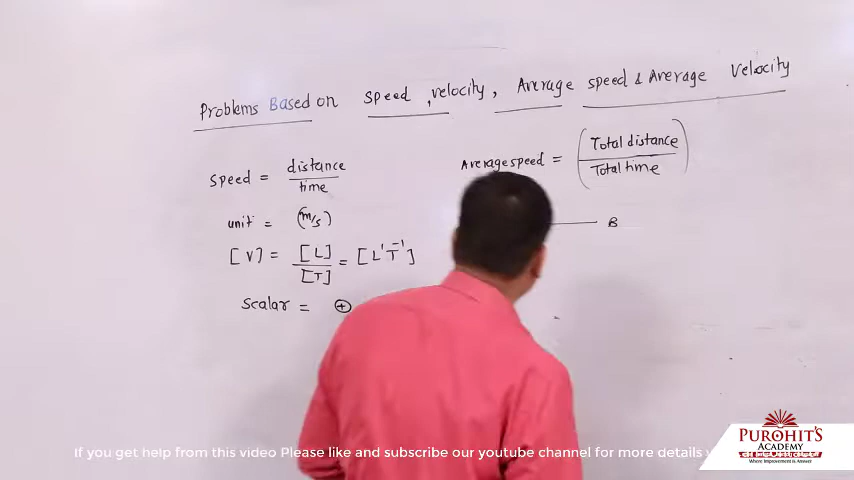 Problems Based on Speed, velocity, Average speed & Average Velocity
Speed = distance / time
Average speed = (Total distance / Total time)
unit = (m/s)
B
[V] = [L] / [T] = [L¹ T⁻¹]
Scalar = ⊕
If you get help from this video Please like and subscribe our youtube channel for more details
PUROHIT'S
ACADEMY
Where Improvement is Answer